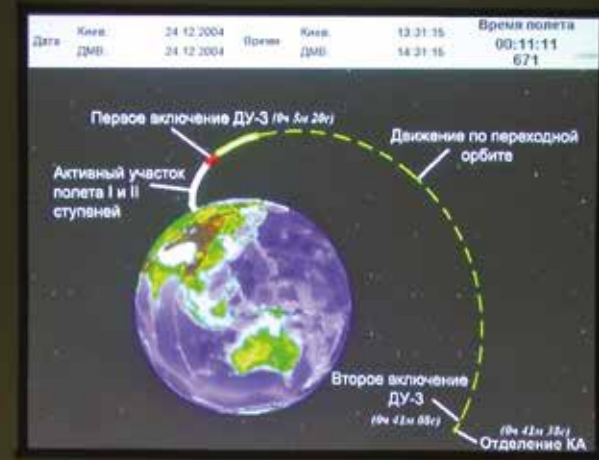 Дата Киев: 24 12 2004 Время Киев: 13:31:15 Время полета
ДМВ: 24 12 2004 ДМВ: 14:31:15 00:11:11
671
Первое включение ДУ-3 (0ч 5м 20с)
Движение по переходной
орбите
Активный участок
полета I и II
ступеней
Второе включение
ДУ-3
(0ч 41м 08с)
(0ч 41м 38с)
Отделение КА